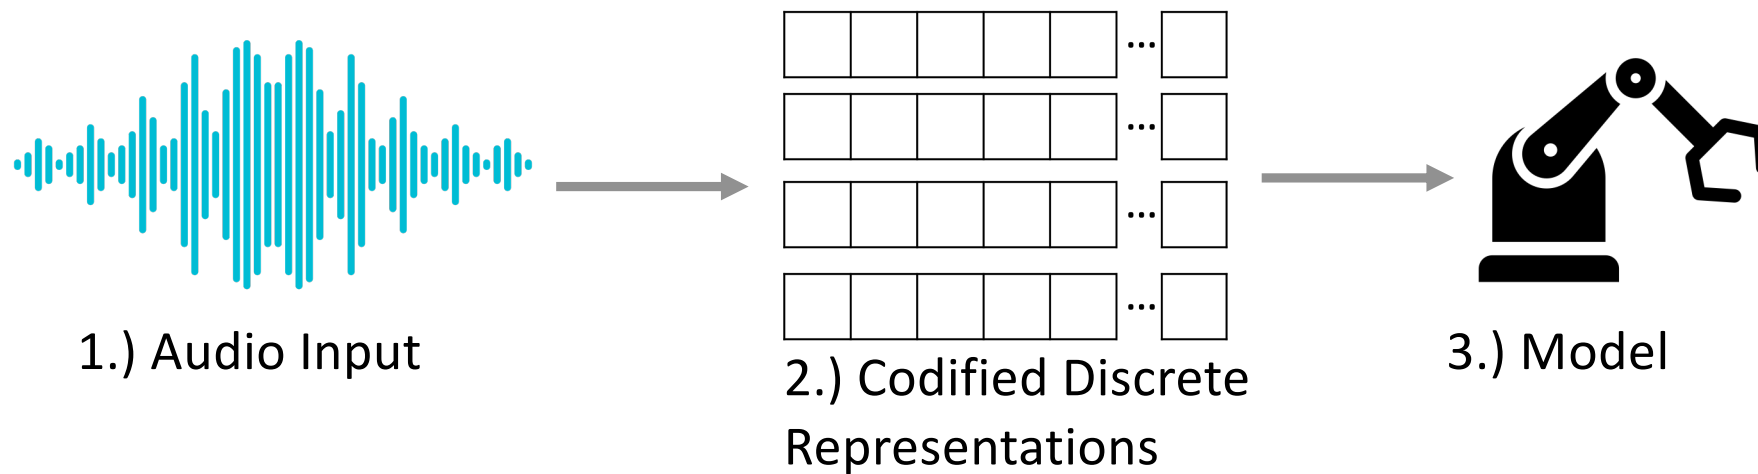 ...
...
...
...
1.) Audio Input
2.) Codified Discrete
Representations
3.) Model